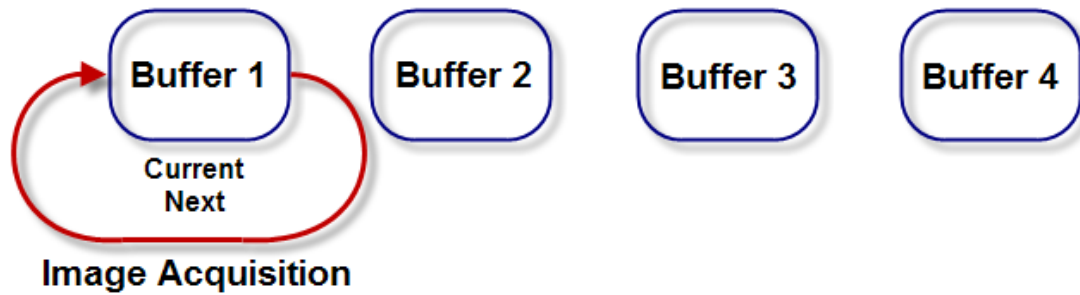 Buffer 1
Buffer 2
Buffer 3
Buffer 4
Current
Next
Image Acquisition